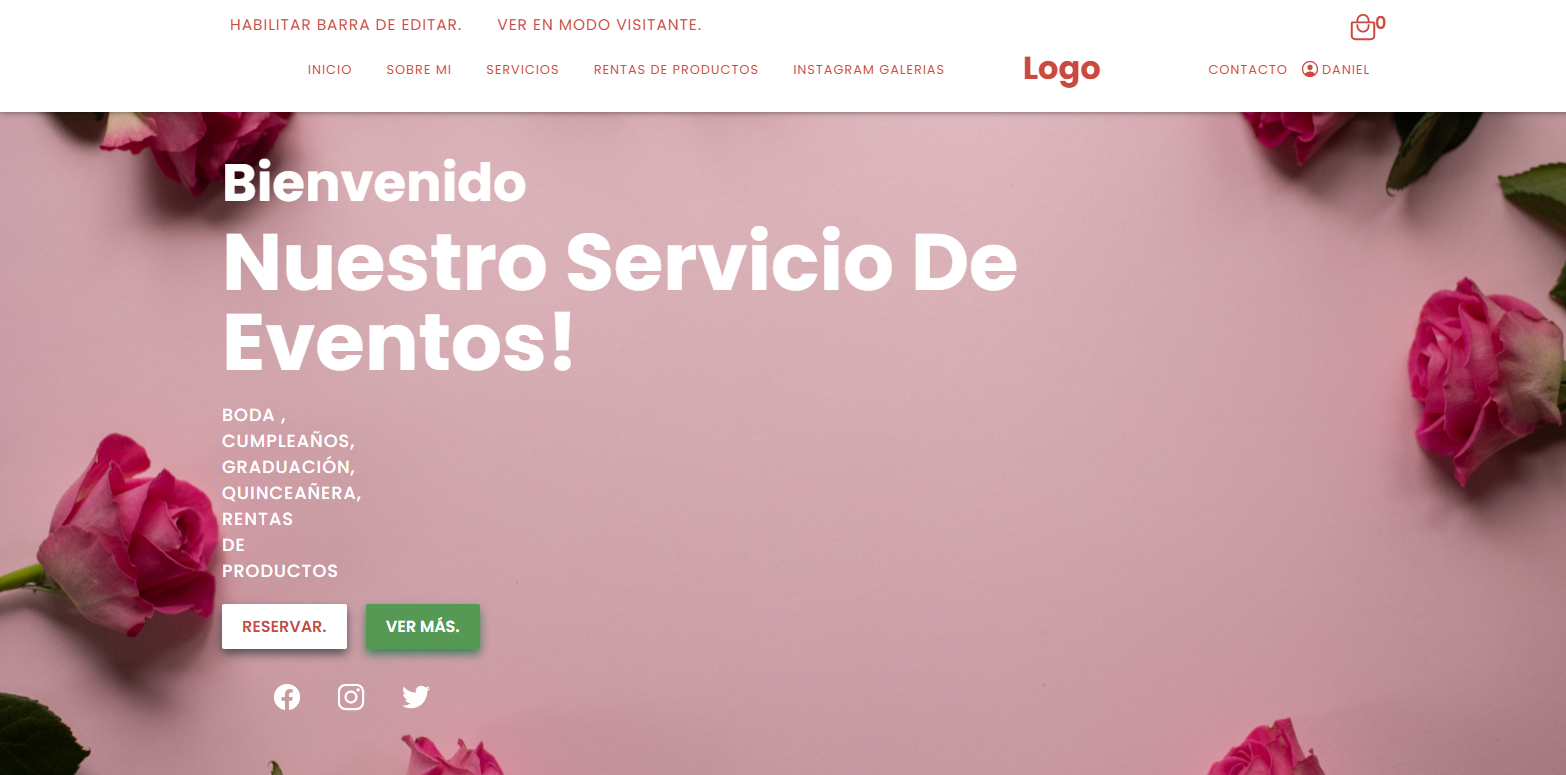 HABILITAR BARRA DE EDITAR. VER EN MODO VISITANTE. 0
INICIO SOBRE MI SERVICIOS RENTAS DE PRODUCTOS INSTAGRAM GALERIAS Logo CONTACTO DANIEL
Bienvenido
Nuestro Servicio De
Eventos!
BODA ,
CUMPLEAÑOS,
GRADUACIÓN,
QUINCEAÑERA,
RENTAS
DE
PRODUCTOS
RESERVAR. VER MÁS.